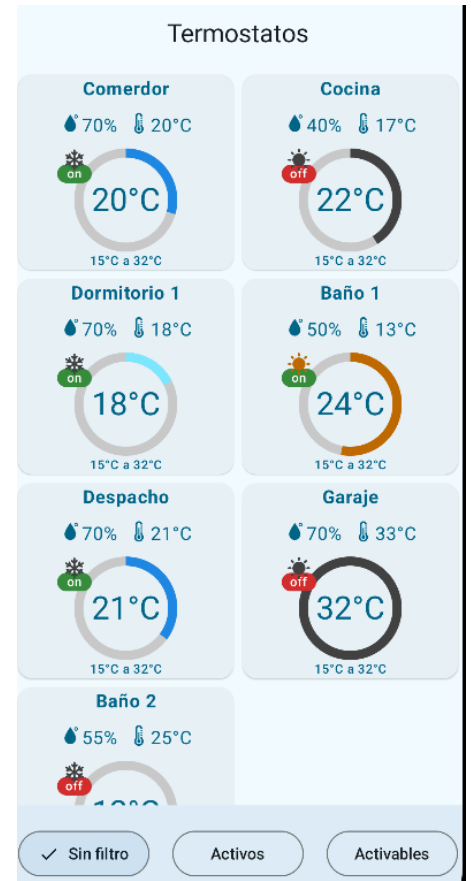 Termostatos
Comerdor
70% 20°C
on
20°C
15°C a 32°C
Cocina
40% 17°C
off
22°C
15°C a 32°C
Dormitorio 1
70% 18°C
on
18°C
15°C a 32°C
Baño 1
50% 13°C
on
24°C
15°C a 32°C
Despacho
70% 21°C
on
21°C
15°C a 32°C
Garaje
70% 33°C
off
32°C
15°C a 32°C
Baño 2
55% 25°C
off
Sin filtro
Activos
Activables